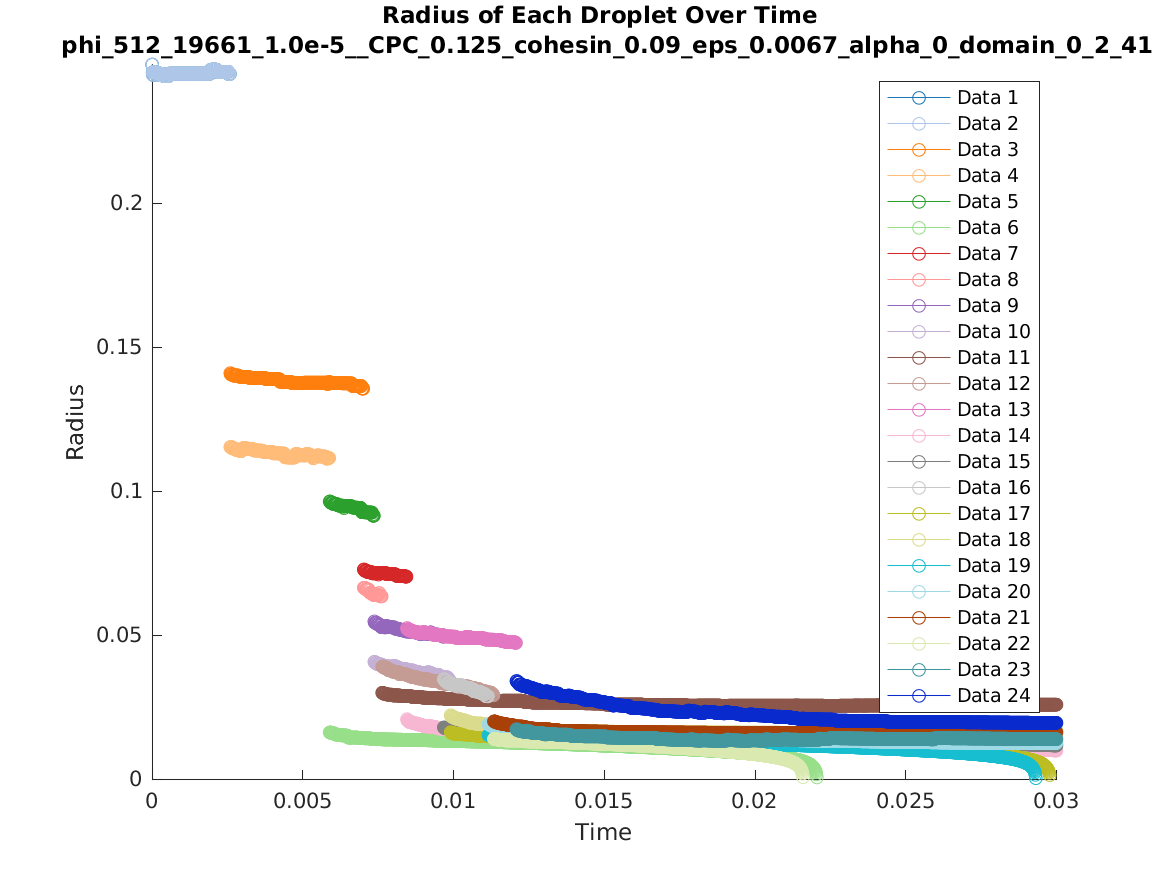 Radius of Each Droplet Over Time
phi_512_19661_1.0e-5__CPC_0.125_cohesin_0.09_eps_0.0067_alpha_0_domain_0_2_41
0.2
0.15
0.1
0.05
0
Radius
0
0.005
0.01
0.015
0.02
0.025
0.03
Time
Data 1
Data 2
Data 3
Data 4
Data 5
Data 6
Data 7
Data 8
Data 9
Data 10
Data 11
Data 12
Data 13
Data 14
Data 15
Data 16
Data 17
Data 18
Data 19
Data 20
Data 21
Data 22
Data 23
Data 24